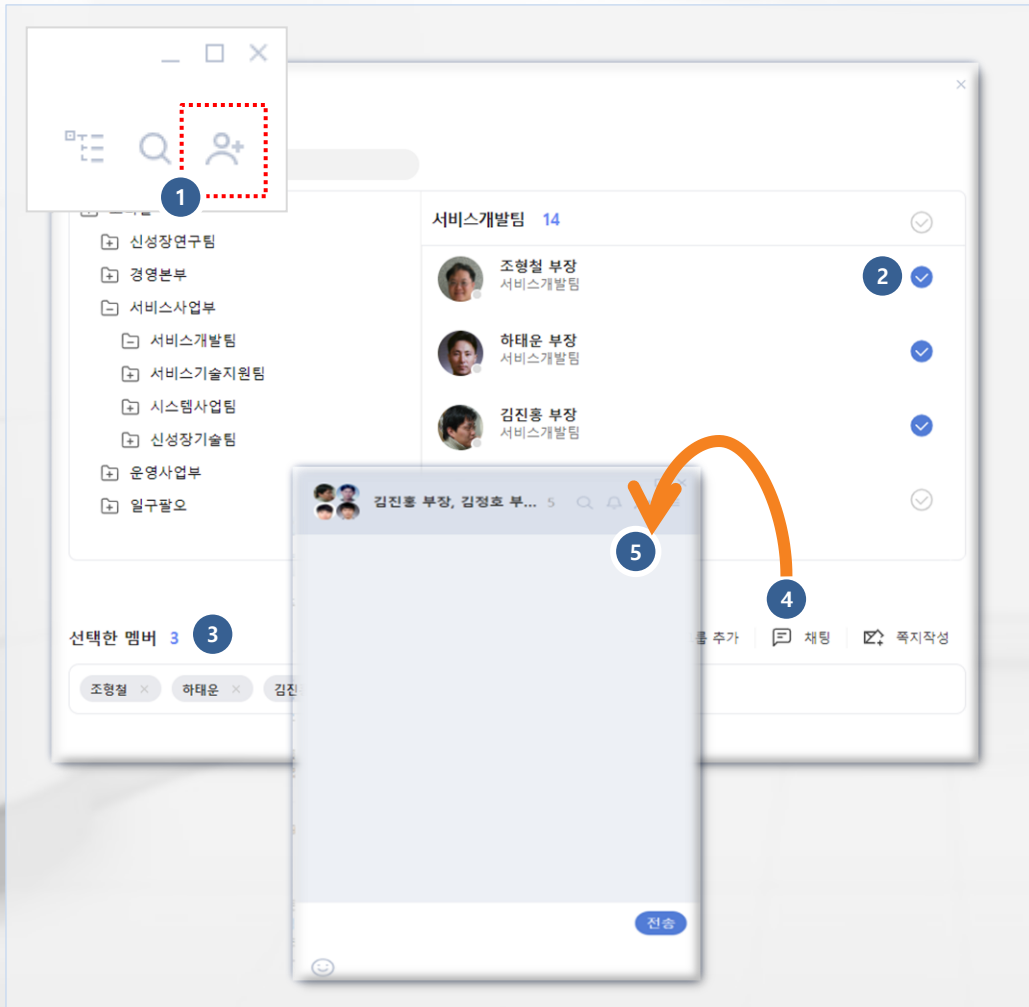 1
서비스개발팀 14
신성장연구팀
경영본부
서비스사업부
서비스개발팀
서비스기술지원팀
시스템사업팀
신성장기술팀
운영사업부
일구팔오
조형철 부장
서비스개발팀
2
하태운 부장
서비스개발팀
김진홍 부장
서비스개발팀
김진홍 부장, 김정호 부... 5
5
4
선택한 멤버 3
3
추가
채팅
쪽지작성
조형철
하태운
김진
전송